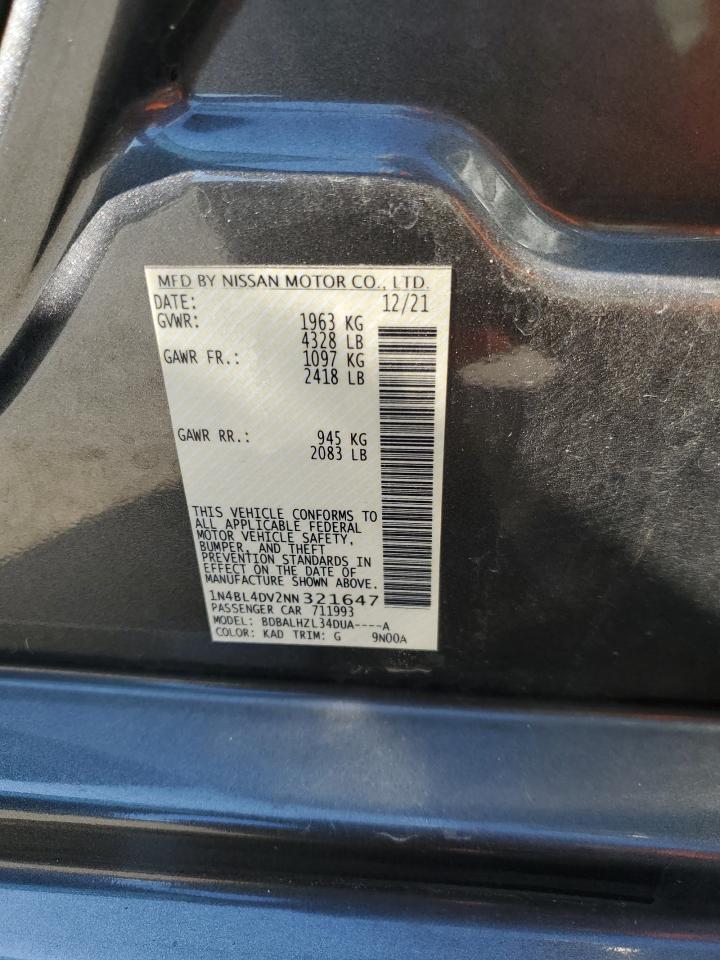 MFD BY NISSAN MOTOR CO., LTD.
DATE: 12/21
GVWR: 1963 KG
4328 LB
GAWR FR.: 1097 KG
2418 LB
GAWR RR.: 945 KG
2083 LB
THIS VEHICLE CONFORMS TO
ALL APPLICABLE FEDERAL
MOTOR VEHICLE SAFETY,
BUMPER, AND THEFT
PREVENTION STANDARDS IN
EFFECT ON THE DATE OF
MANUFACTURE SHOWN ABOVE.
1N4BL4DV2NN321647
PASSENGER CAR 711993
MODEL: BDBALHZL34DUA----A
COLOR: KAD TRIM: G 9N00A